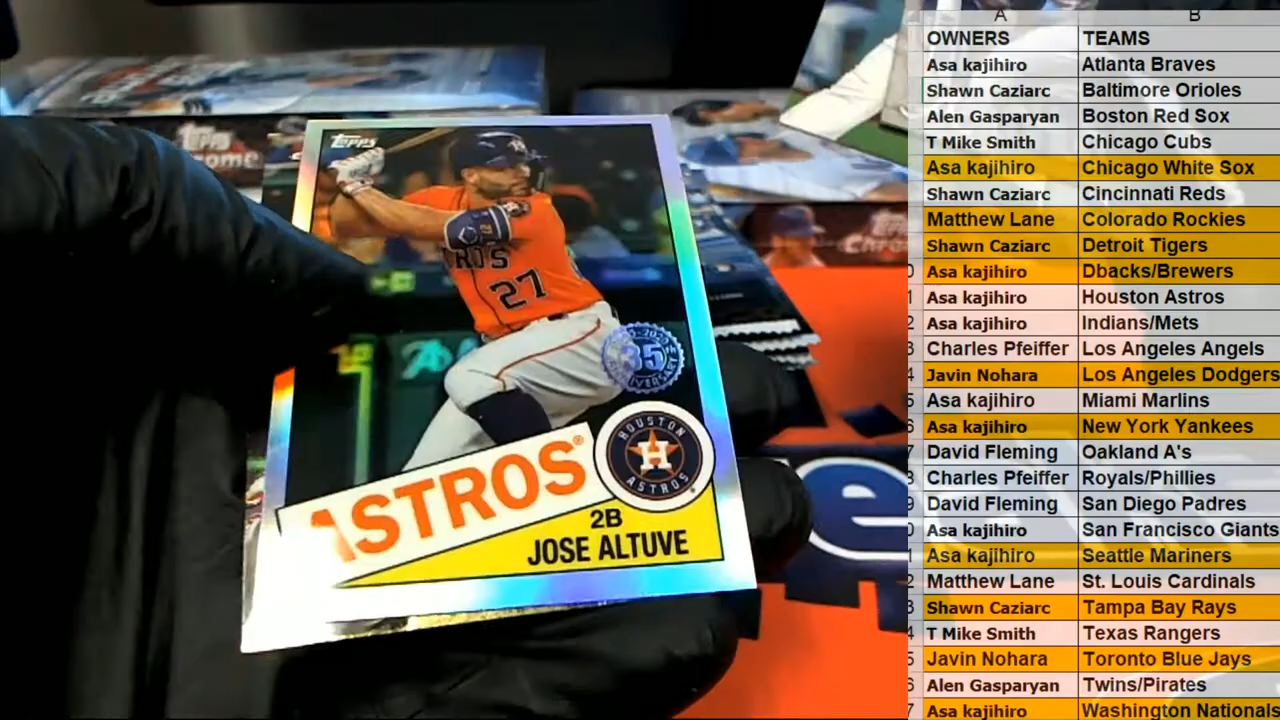 A B
OWNERS TEAMS
Asa kajihiro Atlanta Braves
Shawn Caziarc Baltimore Orioles
Alen Gasparyan Boston Red Sox
T Mike Smith Chicago Cubs
Asa kajihiro Chicago White Sox
Shawn Caziarc Cincinnati Reds
Matthew Lane Colorado Rockies
Shawn Caziarc Detroit Tigers
Asa kajihiro Dbacks/Brewers
Asa kajihiro Houston Astros
Asa kajihiro Indians/Mets
Charles Pfeiffer Los Angeles Angels
Javin Nohara Los Angeles Dodgers
Asa kajihiro Miami Marlins
Asa kajihiro New York Yankees
David Fleming Oakland A's
Charles Pfeiffer Royals/Phillies
David Fleming San Diego Padres
Asa kajihiro San Francisco Giants
Asa kajihiro Seattle Mariners
Matthew Lane St. Louis Cardinals
Shawn Caziarc Tampa Bay Rays
T Mike Smith Texas Rangers
Javin Nohara Toronto Blue Jays
Alen Gasparyan Twins/Pirates
Asa kajihiro Washington Nationals
Topps
27
35
HOUSTON
H
ASTROS
ASTROS®
2B
JOSE ALTUVE